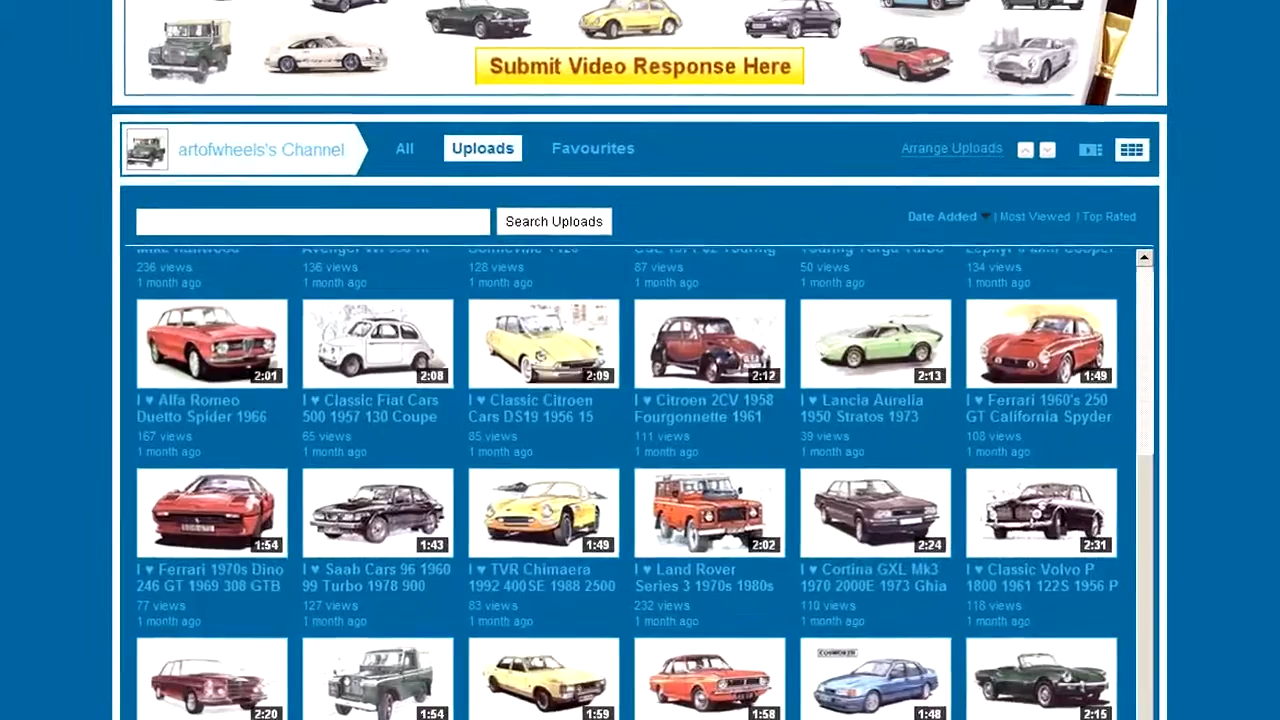 Submit Video Response Here
artofwheels's Channel All Uploads Favourites Arrange Uploads
Search Uploads Date Added | Most Viewed | Top Rated
236 views 136 views 128 views 87 views 50 views 134 views
1 month ago 1 month ago 1 month ago 1 month ago 1 month ago 1 month ago
2:01 2:08 2:09 2:12 2:13 1:49
I ♥ Alfa Romeo I ♥ Classic Fiat Cars I ♥ Classic Citroen I ♥ Citroen 2CV 1958 I ♥ Lancia Aurelia I ♥ Ferrari 1960's 250
Duetto Spider 1966 500 1957 130 Coupe Cars DS19 1956 15 Fourgonnette 1961 1950 Stratos 1973 GT California Spyder
167 views 65 views 85 views 111 views 39 views 108 views
1 month ago 1 month ago 1 month ago 1 month ago 1 month ago 1 month ago
1:54 1:43 1:49 2:02 2:24 2:31
I ♥ Ferrari 1970s Dino I ♥ Saab Cars 96 1960 I ♥ TVR Chimaera I ♥ Land Rover I ♥ Cortina GXL Mk3 I ♥ Classic Volvo P
246 GT 1969 308 GTB 99 Turbo 1978 900 1992 400SE 1988 2500 Series 3 1970s 1980s 1970 2000E 1973 Ghia 1800 1961 122S 1956 P
77 views 127 views 83 views 232 views 110 views 118 views
1 month ago 1 month ago 1 month ago 1 month ago 1 month ago 1 month ago
COSWORTH
2:20 1:54 1:59 1:58 1:48 2:15